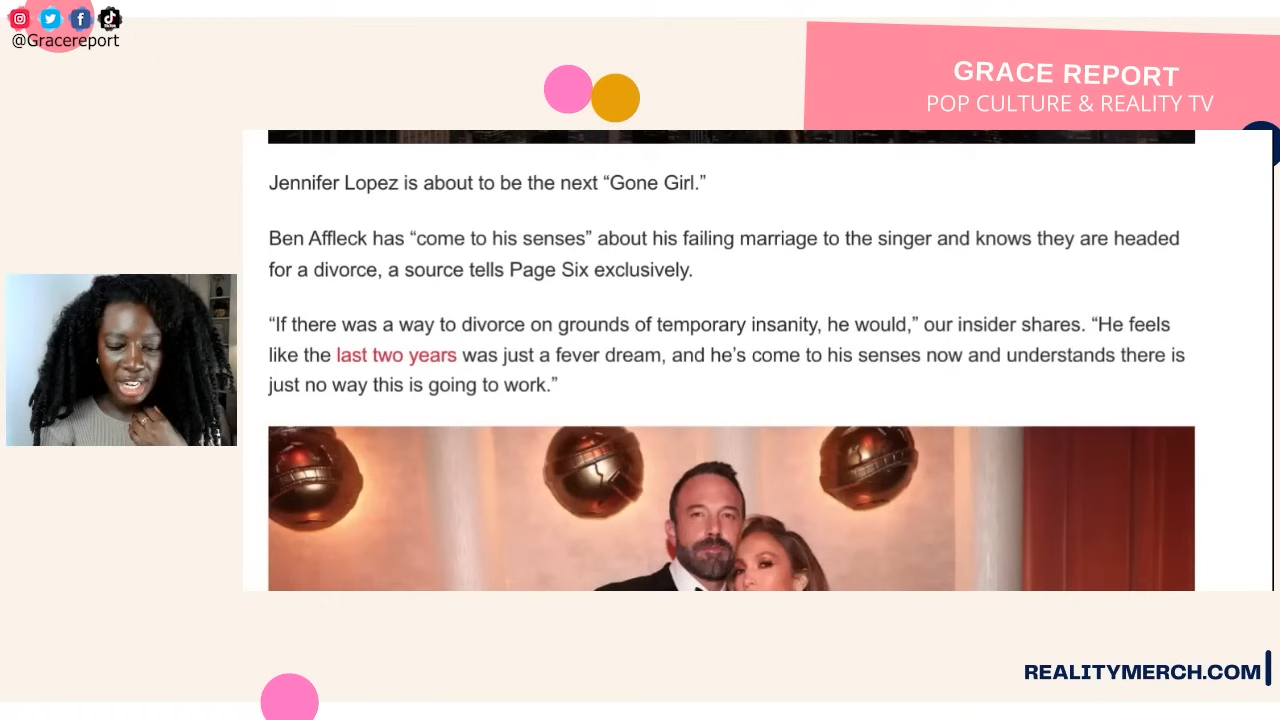 @Gracereport
GRACE REPORT
POP CULTURE & REALITY TV
Jennifer Lopez is about to be the next “Gone Girl.”
Ben Affleck has “come to his senses” about his failing marriage to the singer and knows they are headed
for a divorce, a source tells Page Six exclusively.
“If there was a way to divorce on grounds of temporary insanity, he would,” our insider shares. “He feels
like the last two years was just a fever dream, and he’s come to his senses now and understands there is
just no way this is going to work.”
REALITYMERCH.COM